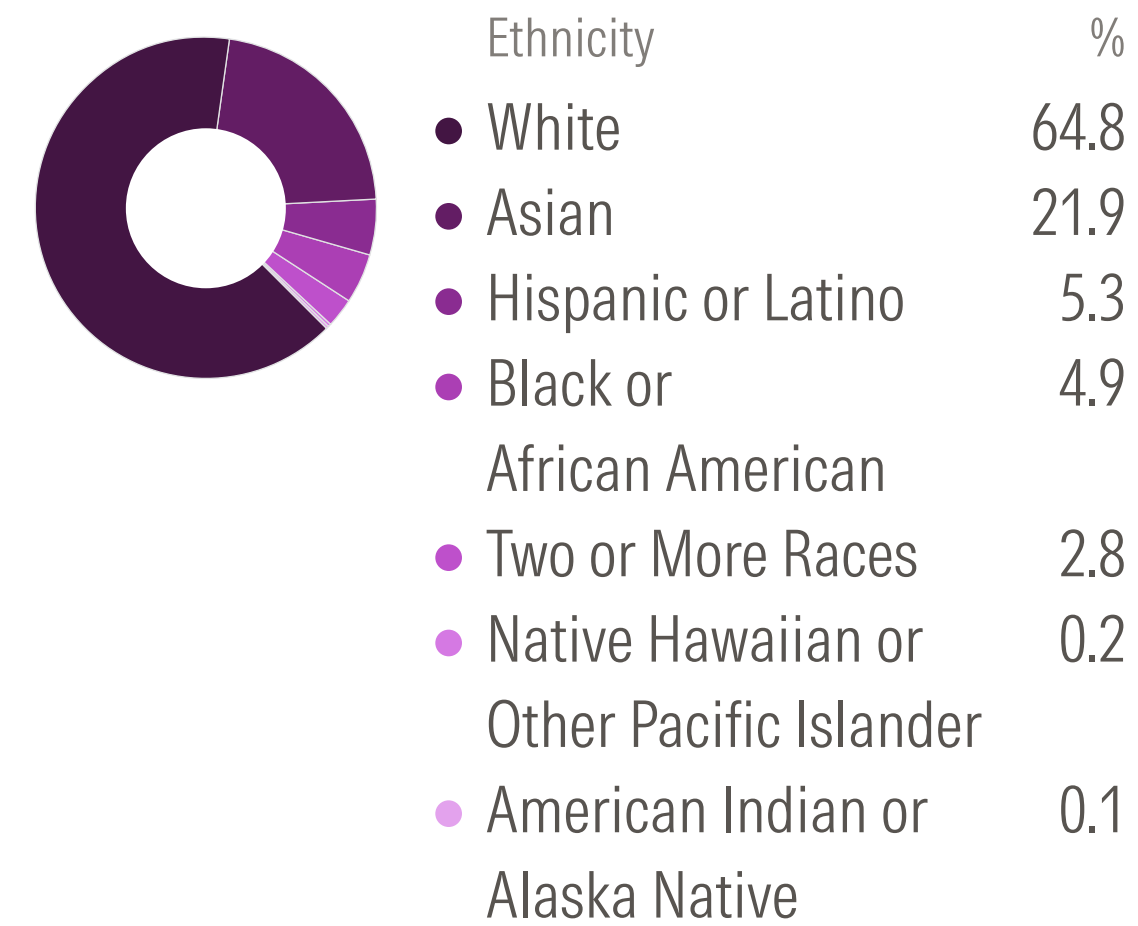 Ethnicity %
White 64.8
Asian 21.9
Hispanic or Latino 5.3
Black or 4.9
African American
Two or More Races 2.8
Native Hawaiian or 0.2
Other Pacific Islander
American Indian or 0.1
Alaska Native